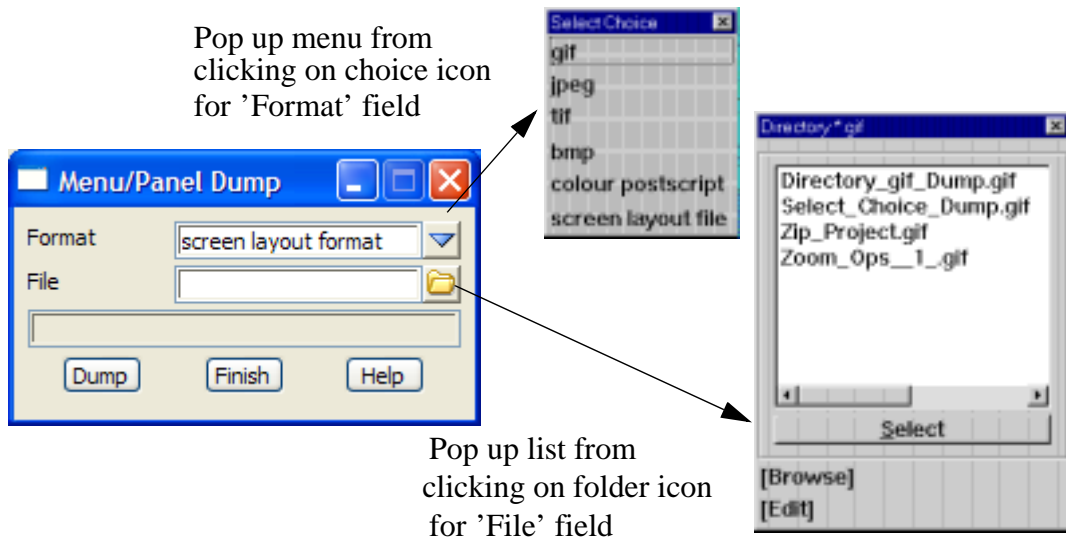 Pop up menu from
clicking on choice icon
for ’Format’ field
Select Choice
gif
jpeg
tif
bmp
colour postscript
screen layout file
Menu/Panel Dump
Format
screen layout format
File
Dump
Finish
Help
Directory *.gif
Directory_gif_Dump.gif
Select_Choice_Dump.gif
Zip_Project.gif
Zoom_Ops__1_.gif
Select
[Browse]
[Edit]
Pop up list from
clicking on folder icon
for ’File’ field